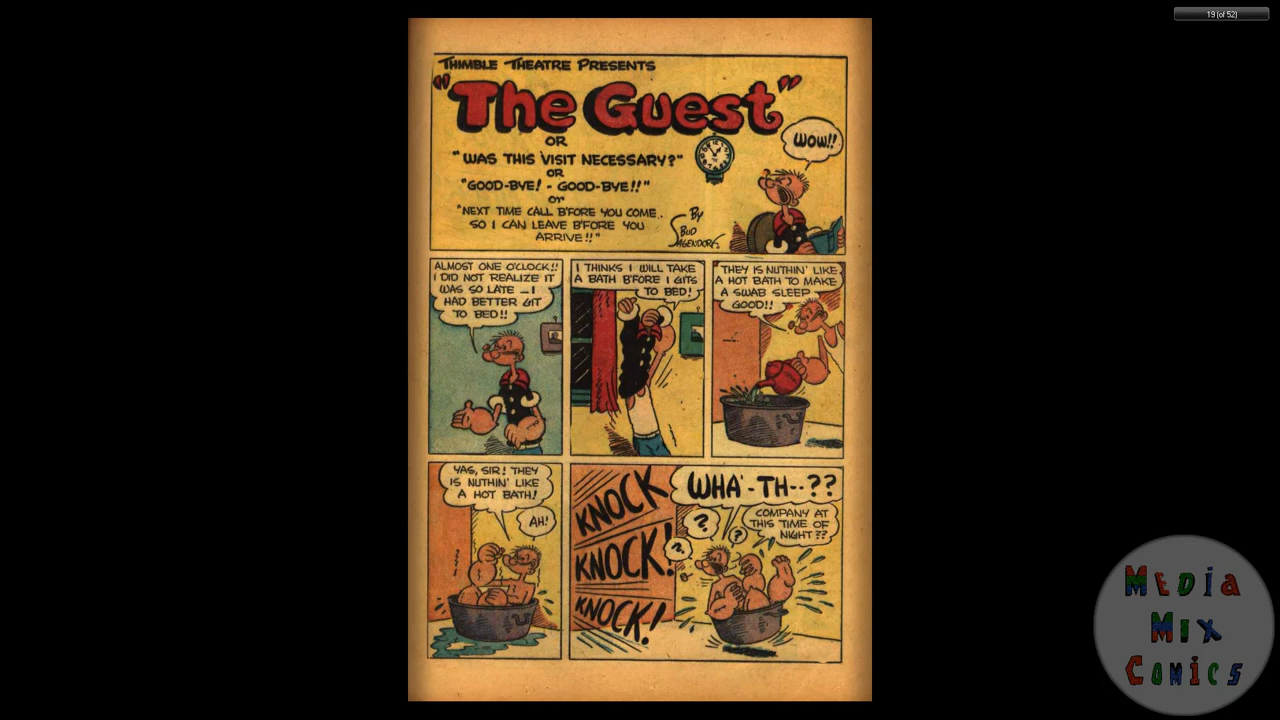 19 (of 52)
THIMBLE THEATRE PRESENTS
"The Guest"
OR
"WAS THIS VISIT NECESSARY?"
OR
"GOOD-BYE! - GOOD-BYE!!"
or
"NEXT TIME CALL B'FORE YOU COME..
SO I CAN LEAVE B'FORE YOU
ARRIVE!!"
BY
BUD
SAGENDORF
WOW!!
ALMOST ONE O'CLOCK!!
I DID NOT REALIZE IT
WAS SO LATE – I
HAD BETTER GIT
TO BED!!
I THINKS I WILL TAKE
A BATH B'FORE I GITS
TO BED!
THEY IS NUTHIN' LIKE
A HOT BATH TO MAKE
A SWAB SLEEP
GOOD!!
YAS, SIR! THEY
IS NUTHIN' LIKE
A HOT BATH!
AH!
KNOCK
KNOCK!
KNOCK!
WHA'-TH--??
?
?
?
COMPANY AT
THIS TIME OF
NIGHT??
MEDIA
MIX
COMICS